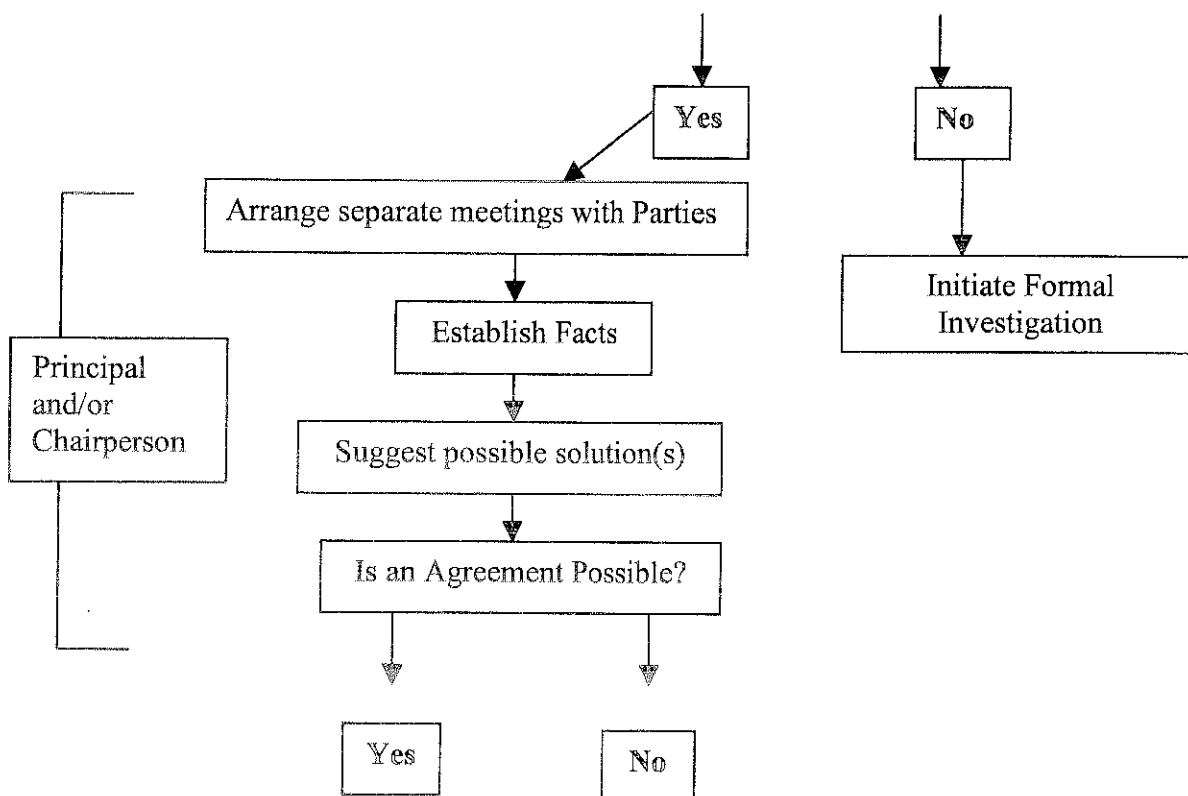 Yes
No
Arrange separate meetings with Parties
Initiate Formal
Investigation
Establish Facts
Principal
and/or
Chairperson
Suggest possible solution(s)
Is an Agreement Possible?
Yes
No